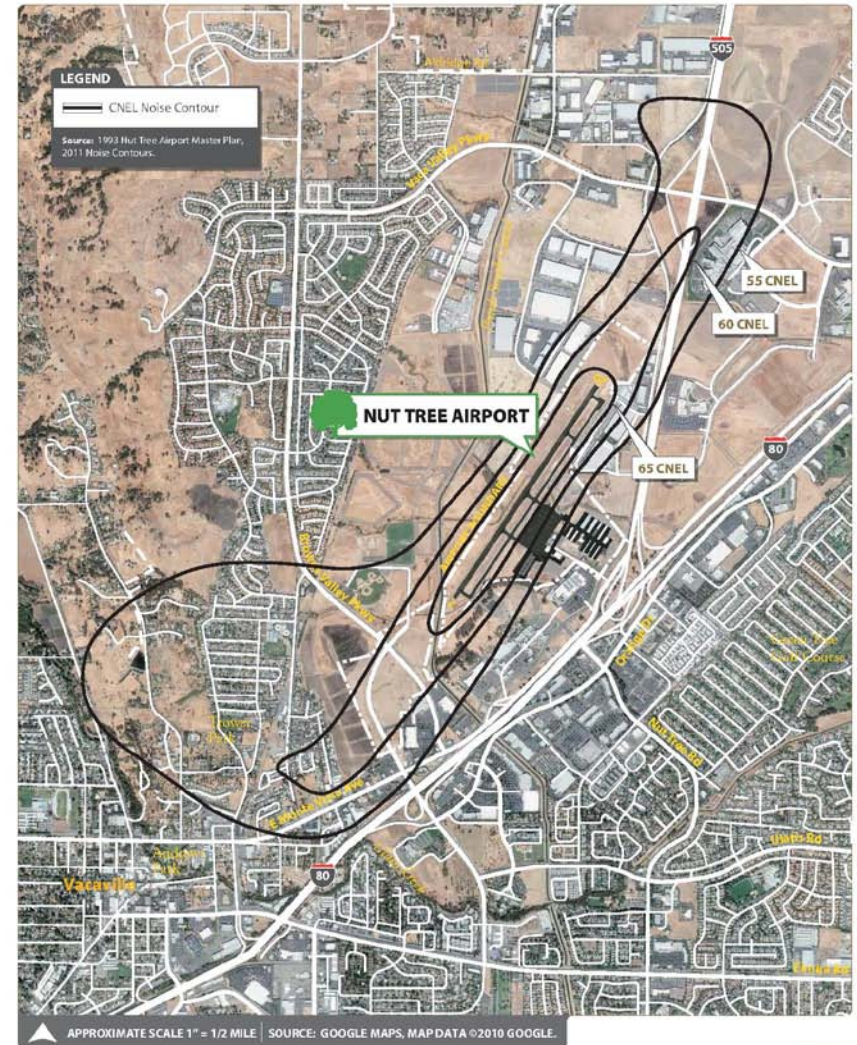 LEGEND
CNEL Noise Contour
Source: 1993 Nut Tree Airport Master Plan,
2011 Noise Contours.
505
Vaca Valley Pkwy
55 CNEL
60 CNEL
NUT TREE AIRPORT
65 CNEL
80
Browns Valley Pkwy
Orange Dr
Nut Tree Rd
E Monte Vista Ave
Ulatis Rd
80
Vacaville
APPROXIMATE SCALE 1" = 1/2 MILE
SOURCE: GOOGLE MAPS, MAP DATA ©2010 GOOGLE.